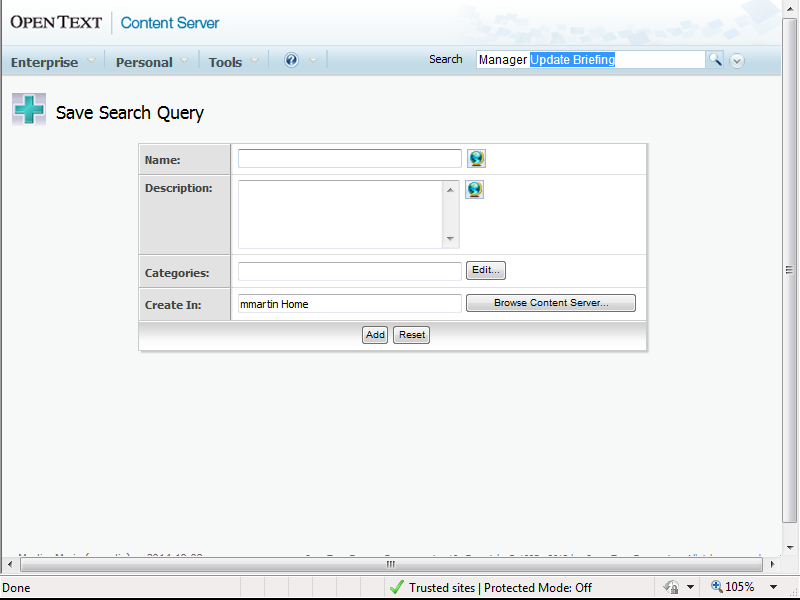 OPEN TEXT Content Server
Enterprise Personal Tools Search Manager Update Briefing
Save Search Query
Name:
Description:
Categories: Edit...
Create In: mmartin Home Browse Content Server...
Add Reset
Done Trusted sites | Protected Mode: Off 105%